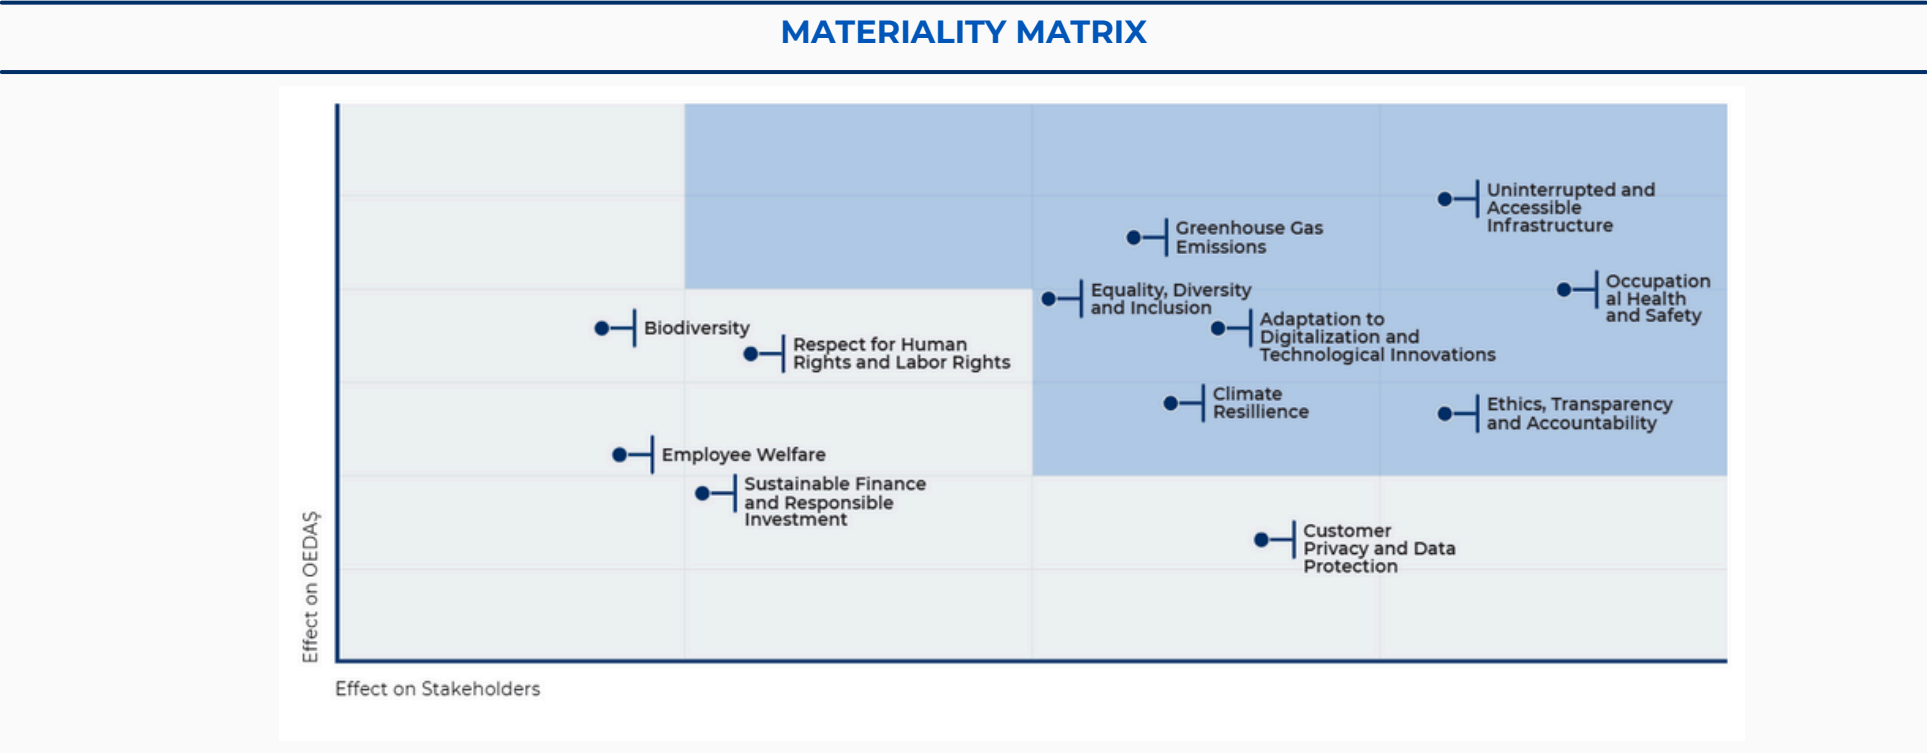 MATERIALITY MATRIX
Uninterrupted and
Accessible
Infrastructure
Greenhouse Gas
Emissions
Occupation
al Health
and Safety
Equality, Diversity
and Inclusion
Adaptation to
Digitalization and
Technological Innovations
Biodiversity
Respect for Human
Rights and Labor Rights
Climate
Resillience
Ethics, Transparency
and Accountability
Employee Welfare
Sustainable Finance
and Responsible
Investment
Customer
Privacy and Data
Protection
Effect on OEDAŞ
Effect on Stakeholders